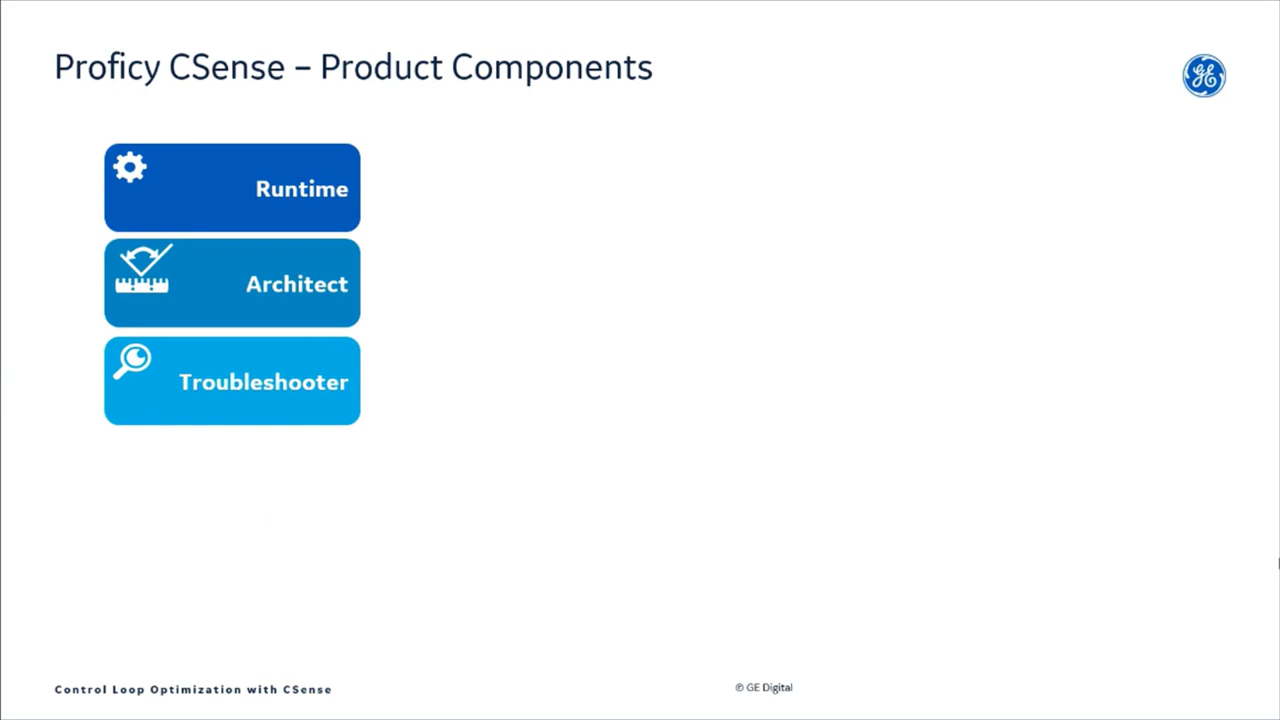 Proficy CSense – Product Components
Runtime
Architect
Troubleshooter
Control Loop Optimization with CSense
© GE Digital